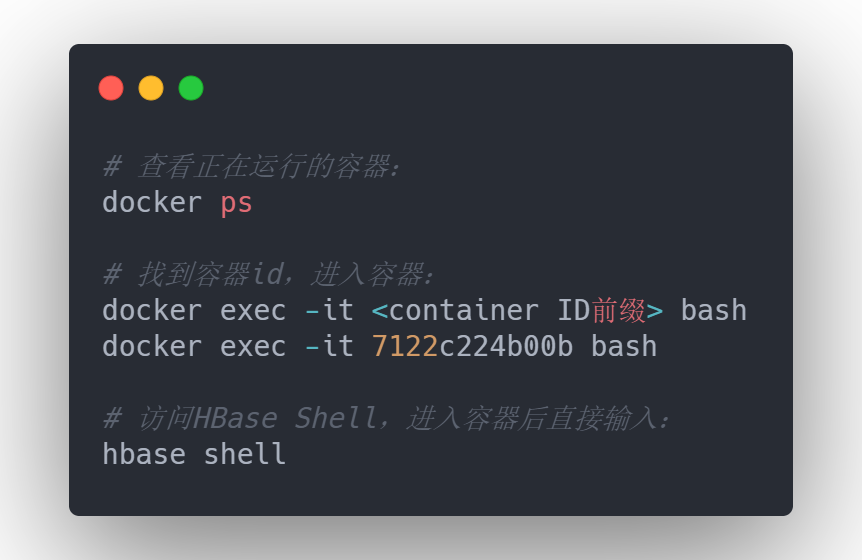 # 查看正在运行的容器：
docker ps
# 找到容器id，进入容器：
docker exec -it <container ID前缀> bash
docker exec -it 7122c224b00b bash
# 访问HBase Shell，进入容器后直接输入：
hbase shell